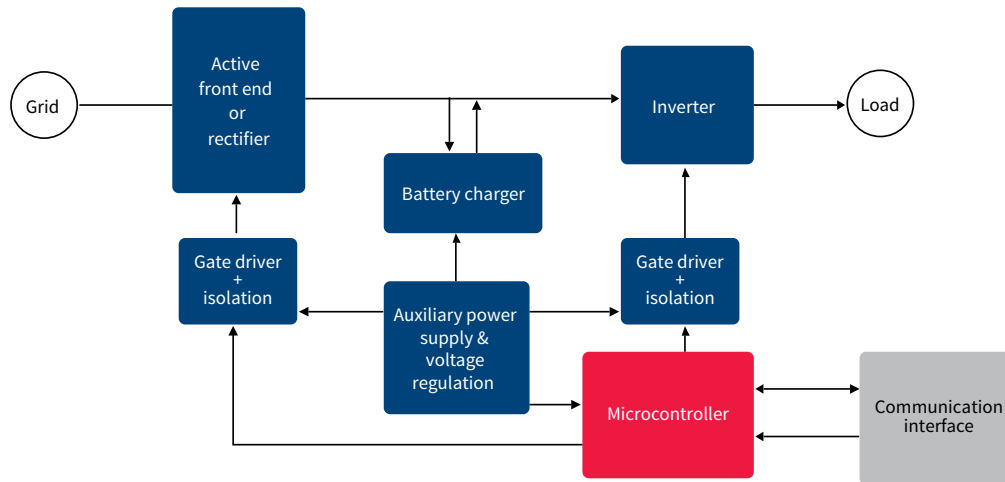 Grid
Active
front end
or
rectifier
Inverter
Load
Battery charger
Gate driver
+
isolation
Auxiliary power
supply &
voltage
regulation
Gate driver
+
isolation
Microcontroller
Communication
interface